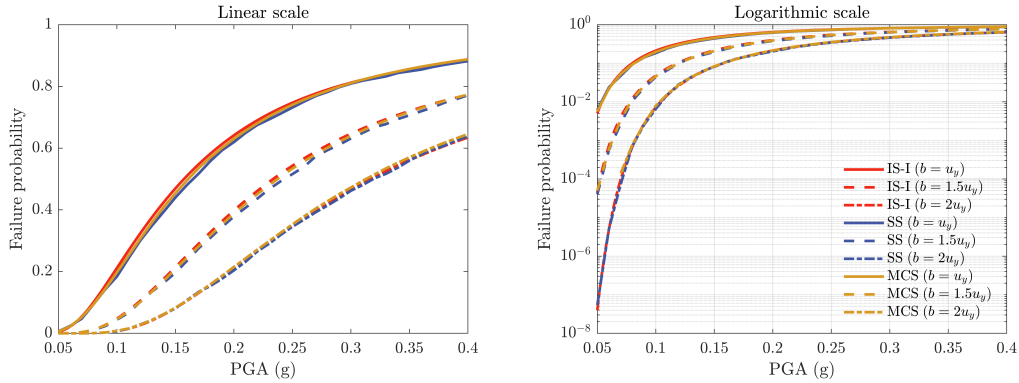 Linear scale
1
0.8
0.6
0.4
0.2
0
Failure probability
0.05 0.1 0.15 0.2 0.25 0.3 0.35 0.4
PGA (g)
Logarithmic scale
10^0
10^-2
10^-4
10^-6
10^-8
Failure probability
IS-I (b = u_y)
IS-I (b = 1.5u_y)
IS-I (b = 2u_y)
SS (b = u_y)
SS (b = 1.5u_y)
SS (b = 2u_y)
MCS (b = u_y)
MCS (b = 1.5u_y)
MCS (b = 2u_y)
0.05 0.1 0.15 0.2 0.25 0.3 0.35 0.4
PGA (g)